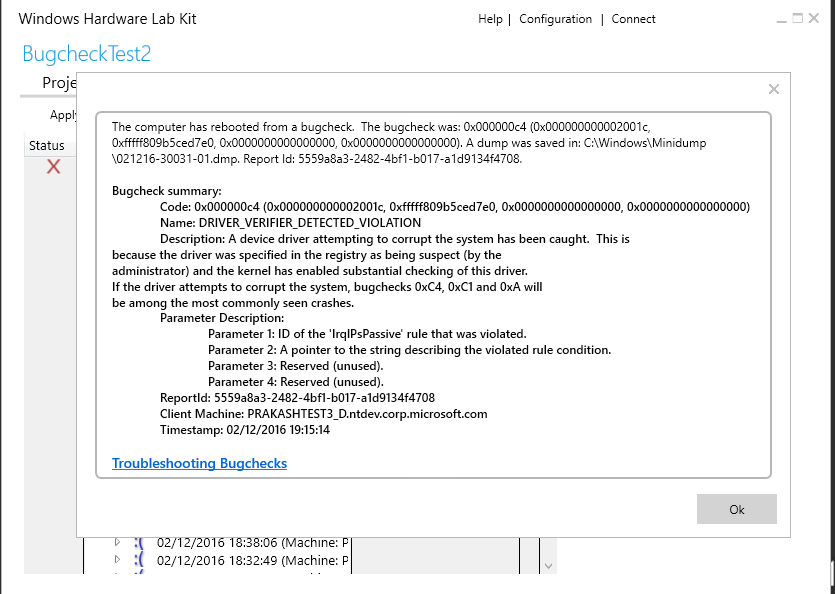 Windows Hardware Lab Kit
Help | Configuration | Connect
BugcheckTest2
Proje
Apply
Status
The computer has rebooted from a bugcheck.  The bugcheck was: 0x000000c4 (0x000000000002001c,
0xfffff809b5ced7e0, 0x0000000000000000, 0x0000000000000000). A dump was saved in: C:\Windows\Minidump
\021216-30031-01.dmp. Report Id: 5559a8a3-2482-4bf1-b017-a1d9134f4708.
Bugcheck summary:
Code: 0x000000c4 (0x000000000002001c, 0xfffff809b5ced7e0, 0x0000000000000000, 0x0000000000000000)
Name: DRIVER_VERIFIER_DETECTED_VIOLATION
Description: A device driver attempting to corrupt the system has been caught.  This is
because the driver was specified in the registry as being suspect (by the
administrator) and the kernel has enabled substantial checking of this driver.
If the driver attempts to corrupt the system, bugchecks 0xC4, 0xC1 and 0xA will
be among the most commonly seen crashes.
Parameter Description:
Parameter 1: ID of the 'IrqlPsPassive' rule that was violated.
Parameter 2: A pointer to the string describing the violated rule condition.
Parameter 3: Reserved (unused).
Parameter 4: Reserved (unused).
ReportId: 5559a8a3-2482-4bf1-b017-a1d9134f4708
Client Machine: PRAKASHTEST3_D.ntdev.corp.microsoft.com
Timestamp: 02/12/2016 19:15:14
Troubleshooting Bugchecks
Ok
:( 02/12/2016 18:38:06 (Machine: P
:( 02/12/2016 18:32:49 (Machine: P